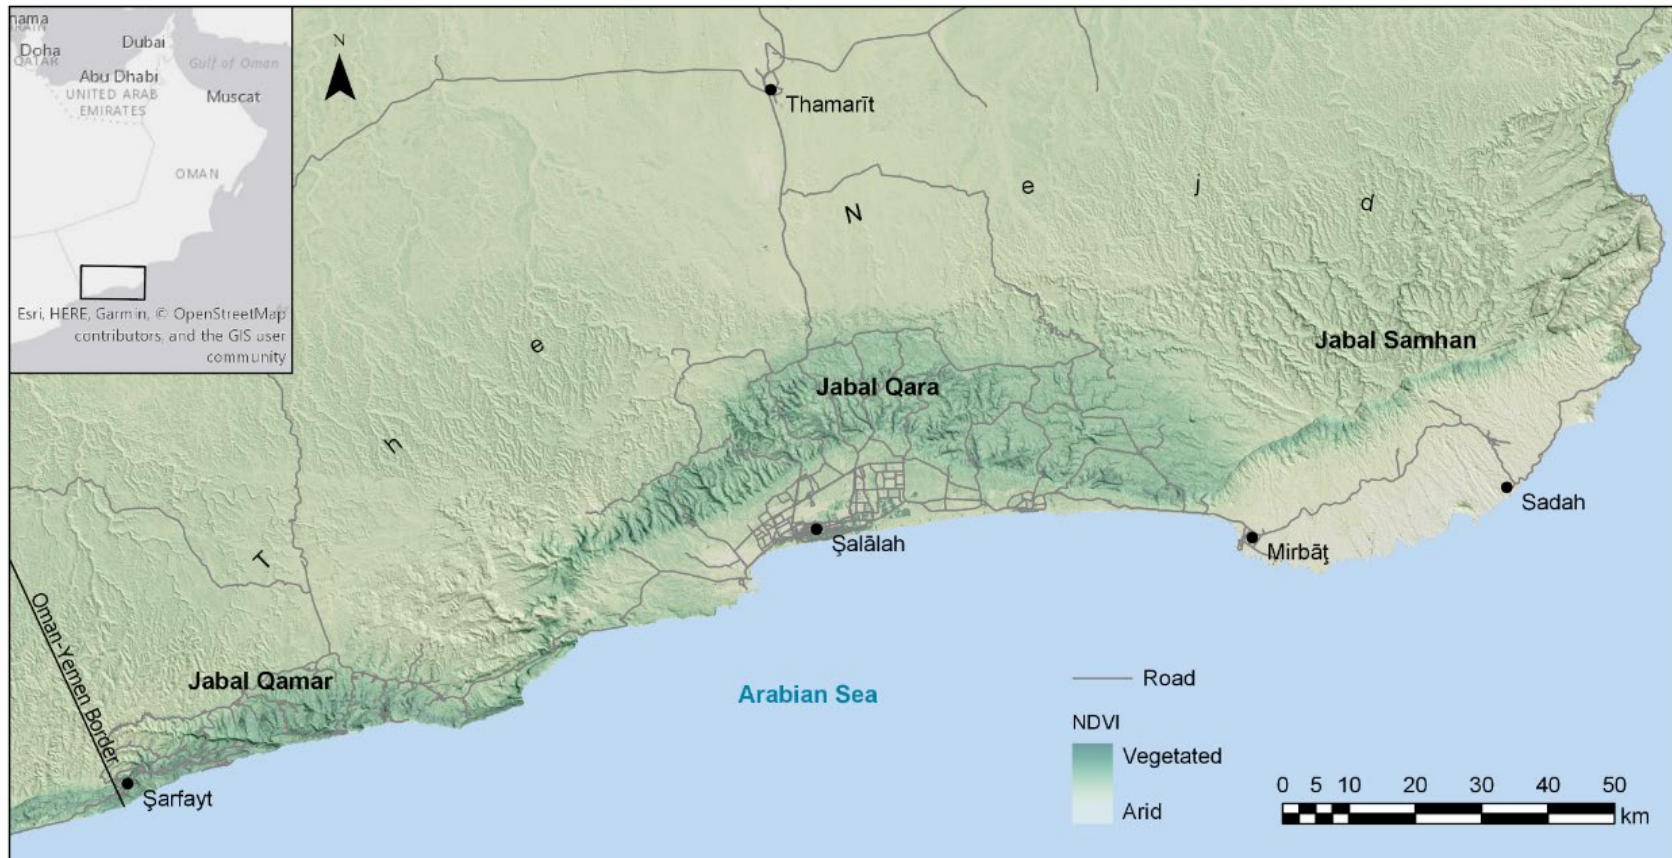 nama
RAIN
Doha
QATAR
Dubai
Gulf of Oman
Abu Dhabi
UNITED ARAB
EMIRATES
Muscat
OMAN
Esri, HERE, Garmin, © OpenStreetMap
contributors, and the GIS user
community
N
Thamarīt
N e j d
T h e
Jabal Samhan
Jabal Qara
Şalālah
Sadah
Mirbāţ
Oman-Yemen Border
Jabal Qamar
Şarfayt
Arabian Sea
Road
NDVI
Vegetated
Arid
0 5 10 20 30 40 50
km